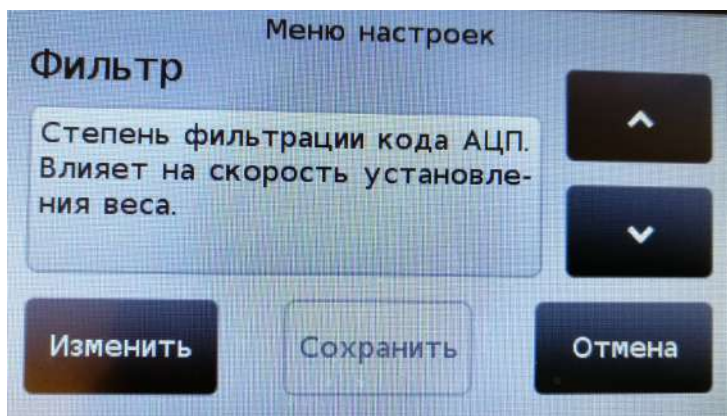 Меню настроек
Фильтр
Степень фильтрации кода АЦП.
Влияет на скорость установле-
ния веса.
Изменить
Сохранить
Отмена